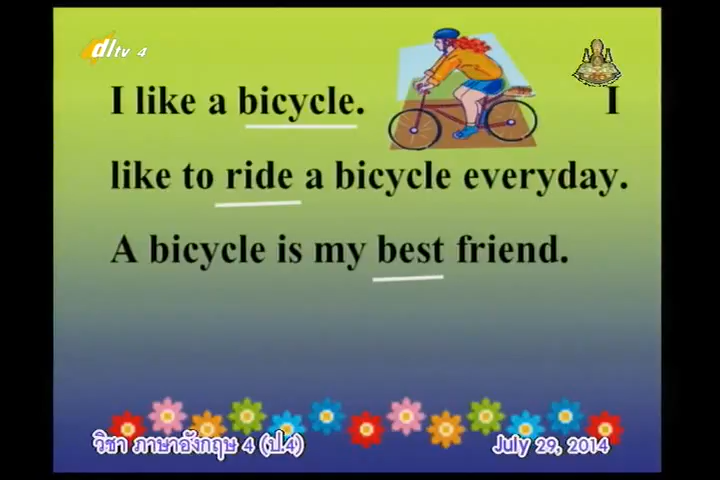 dltv 4
I like a bicycle. I
like to ride a bicycle everyday.
A bicycle is my best friend.
วิชา ภาษาอังกฤษ 4 (ป.4)
July 29, 2014